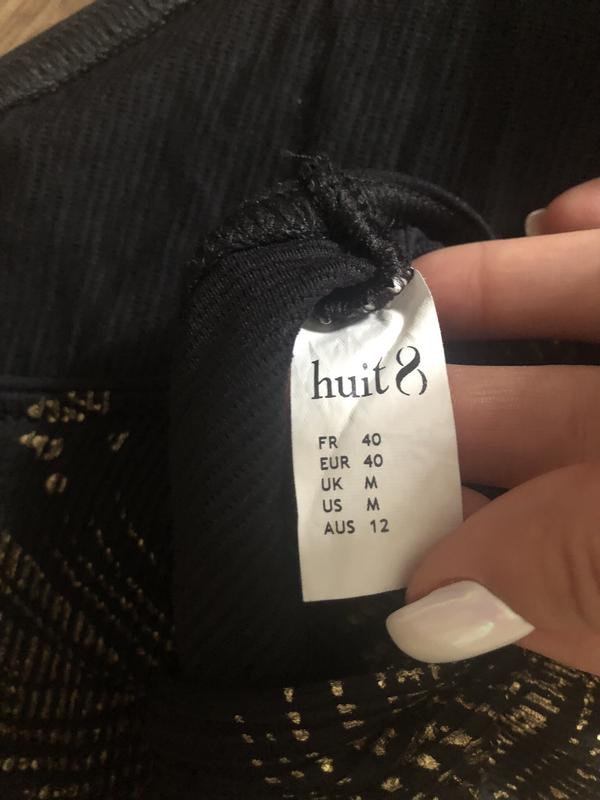 huit 8
FR 40
EUR 40
UK M
US M
AUS 12